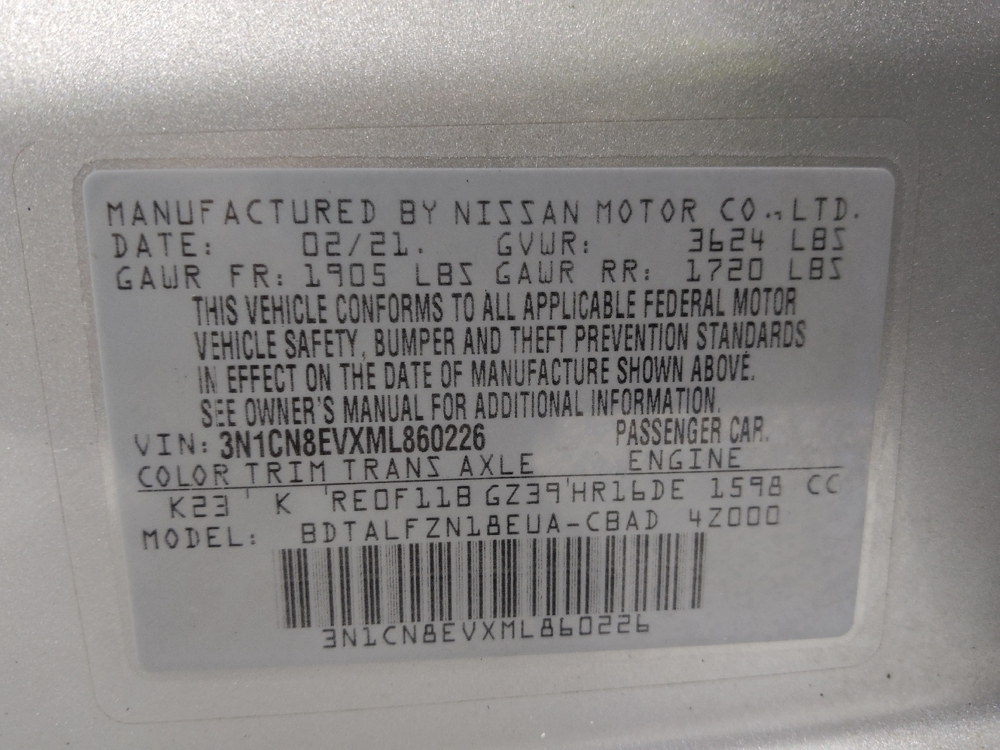 MANUFACTURED BY NISSAN MOTOR CO.,LTD.
DATE: 02/21. GVWR: 3624 LBS
GAWR FR: 1905 LBS GAWR RR: 1720 LBS
THIS VEHICLE CONFORMS TO ALL APPLICABLE FEDERAL MOTOR
VEHICLE SAFETY, BUMPER AND THEFT PREVENTION STANDARDS
IN EFFECT ON THE DATE OF MANUFACTURE SHOWN ABOVE.
SEE OWNER'S MANUAL FOR ADDITIONAL INFORMATION.
VIN: 3N1CN8EVXML860226 PASSENGER CAR.
COLOR TRIM TRANS AXLE ENGINE
K23 ' K 'RE0F11B GZ39'HR16DE 1598 CC
MODEL: BDTALFZN18EUA-CBAD 4Z000
3N1CN8EVXML860226